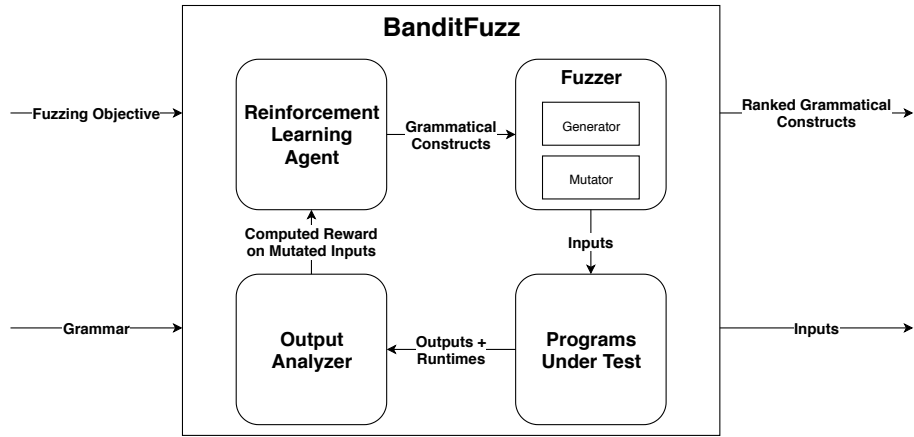 BanditFuzz
Fuzzing Objective
Reinforcement
Learning
Agent
Grammatical
Constructs
Fuzzer
Generator
Mutator
Ranked Grammatical
Constructs
Computed Reward
on Mutated Inputs
Inputs
Grammar
Output
Analyzer
Outputs +
Runtimes
Programs
Under Test
Inputs